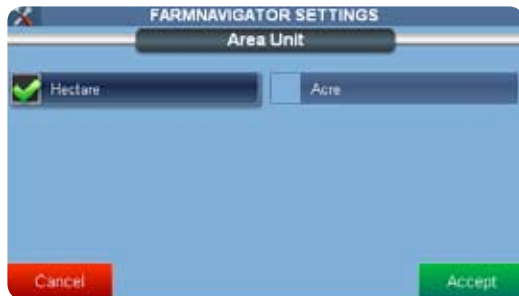 FARMNAVIGATOR SETTINGS
Area Unit
Hectare
Acre
Cancel
Accept